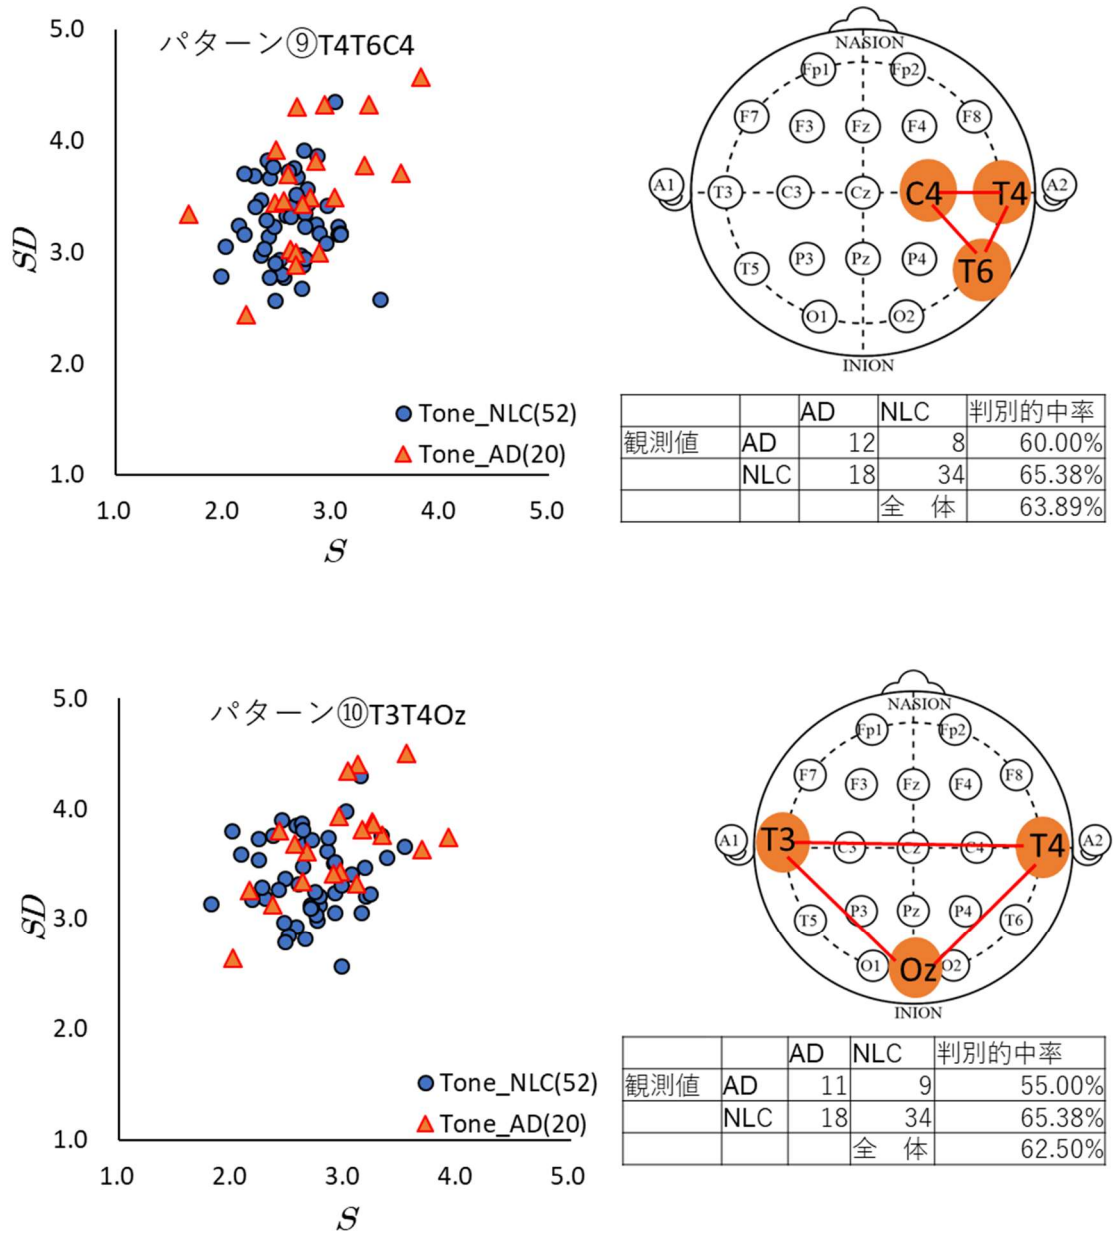 パターン⑨T4T6C4
5.0
4.0
3.0
2.0
1.0
SD
1.0 2.0 3.0 4.0 5.0
S
Tone_NLC(52)
Tone_AD(20)
NASION
Fp1 Fp2
F7 F3 Fz F4 F8
A1 T3 C3 Cz C4 T4 A2
T5 P3 Pz P4 T6
O1 O2
INION
AD NLC 判別的中率
観測値 AD 12 8 60.00%
NLC 18 34 65.38%
全 体 63.89%
パターン⑩T3T4Oz
5.0
4.0
3.0
2.0
1.0
SD
1.0 2.0 3.0 4.0 5.0
S
Tone_NLC(52)
Tone_AD(20)
NASION
Fp1 Fp2
F7 F3 Fz F4 F8
A1 T3 C3 Cz C4 T4 A2
T5 P3 Pz P4 T6
O1 Oz O2
INION
AD NLC 判別的中率
観測値 AD 11 9 55.00%
NLC 18 34 65.38%
全 体 62.50%